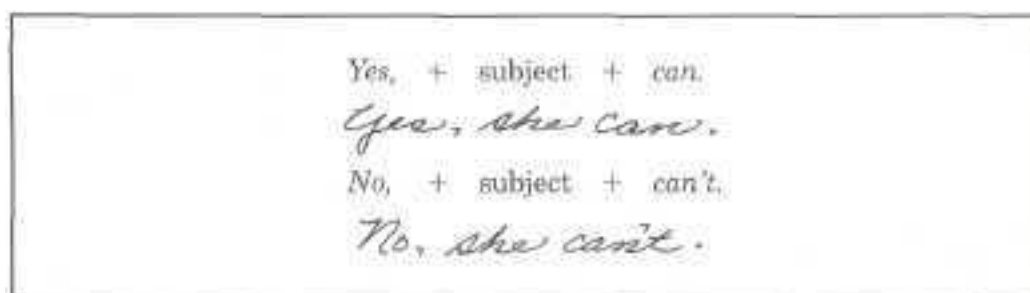 Yes, + subject + can.
Yes, she can.
No, + subject + can't.
No, she can't.